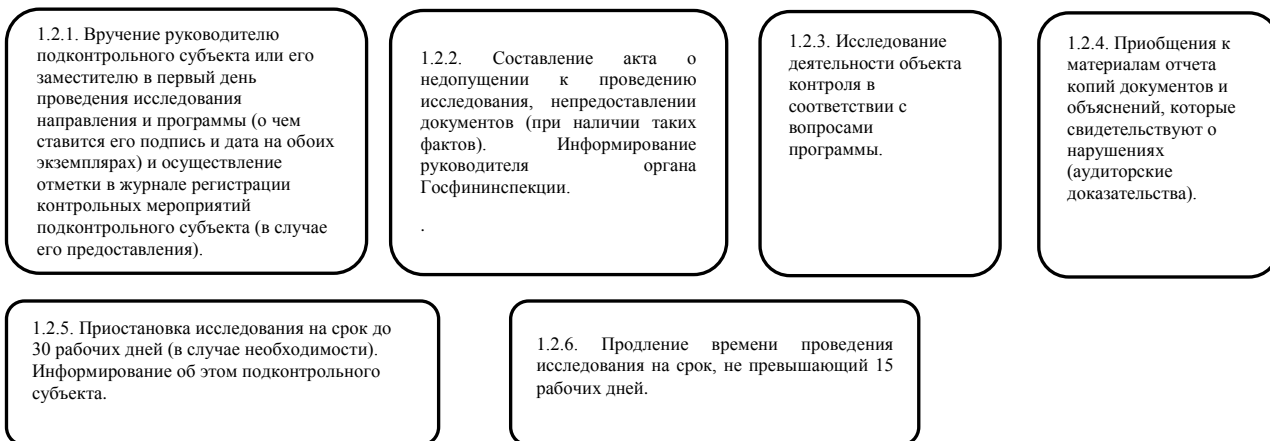 1.2.1. Вручение руководителю
подконтрольного субъекта или его
заместителю в первый день
проведения исследования
направления и программы (о чем
ставится его подпись и дата на обоих
экземплярах) и осуществление
отметки в журнале регистрации
контрольных мероприятий
подконтрольного субъекта (в случае
его предоставления).
1.2.2. Составление акта о
недопущении к проведению
исследования, непредоставлении
документов (при наличии таких
фактов). Информирование
руководителя органа
Госфининспекции.
.
1.2.3. Исследование
деятельности объекта
контроля в
соответствии с
вопросами
программы.
1.2.4. Приобщения к
материалам отчета
копий документов и
объяснений, которые
свидетельствуют о
нарушениях
(аудиторские
доказательства).
1.2.5. Приостановка исследования на срок до
30 рабочих дней (в случае необходимости).
Информирование об этом подконтрольного
субъекта.
1.2.6. Продление времени проведения
исследования на срок, не превышающий 15
рабочих дней.